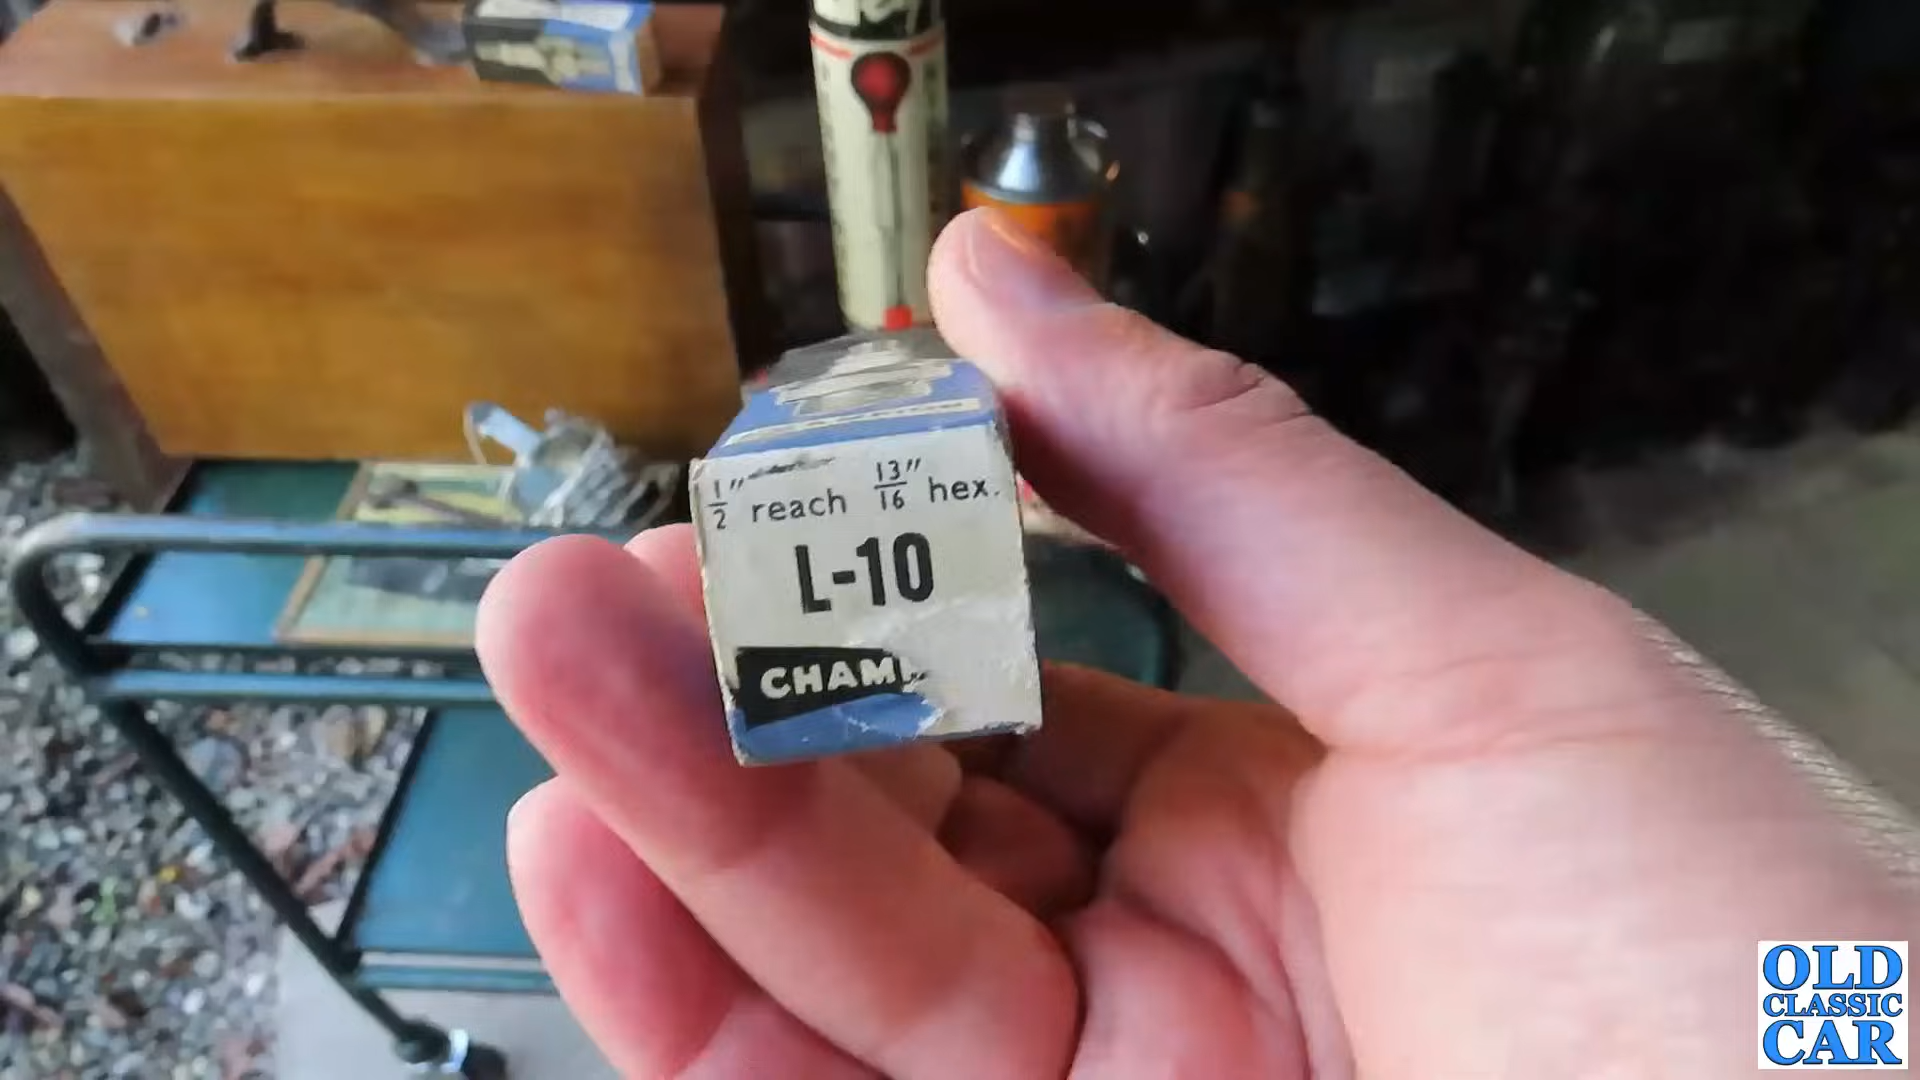 1/2" reach 13/16" hex.
L-10
CHAM
OLD
CLASSIC
CAR